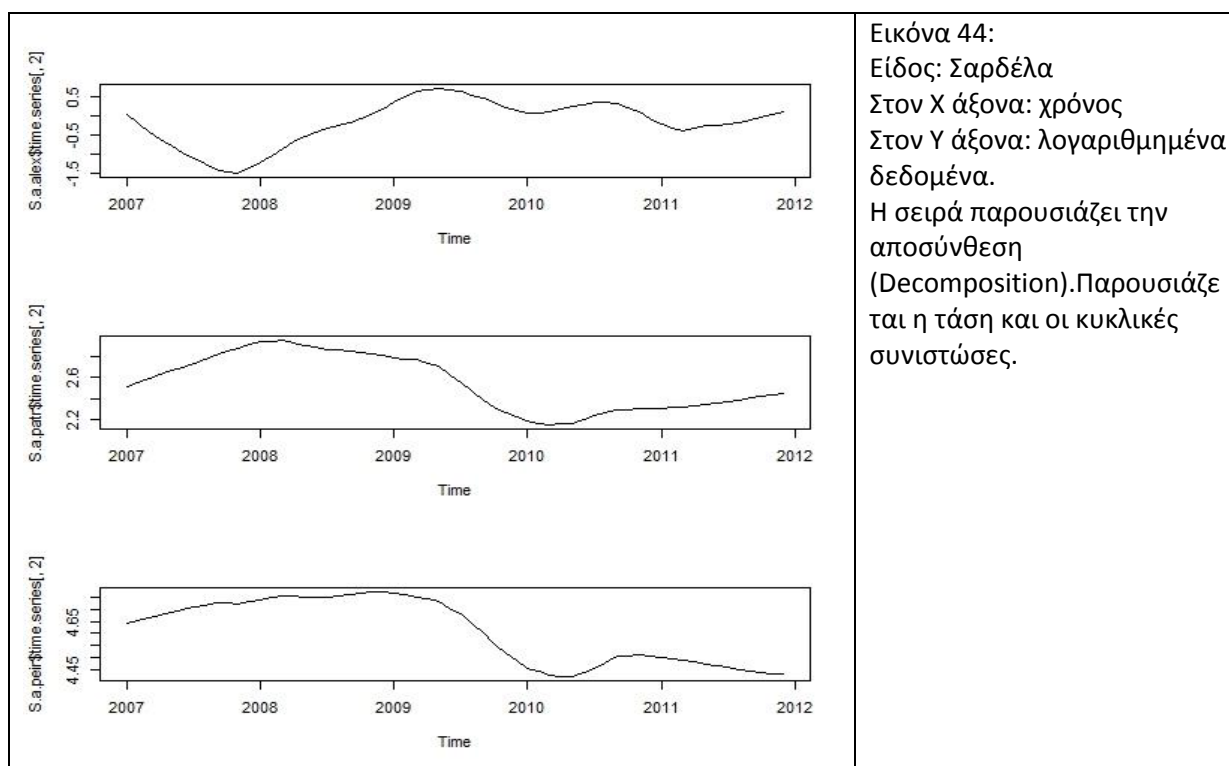 S.a.alex$time.series[, 2]
0.5
-0.5
-1.5
2007 2008 2009 2010 2011 2012
Time
S.a.patr$time.series[, 2]
2.6
2.2
2007 2008 2009 2010 2011 2012
Time
S.a.peir$time.series[, 2]
4.65
4.45
2007 2008 2009 2010 2011 2012
Time
Εικόνα 44:
Είδος: Σαρδέλα
Στον Χ άξονα: χρόνος
Στον Υ άξονα: λογαριθμημένα
δεδομένα.
Η σειρά παρουσιάζει την
αποσύνθεση
(Decomposition).Παρουσιάζε
ται η τάση και οι κυκλικές
συνιστώσες.